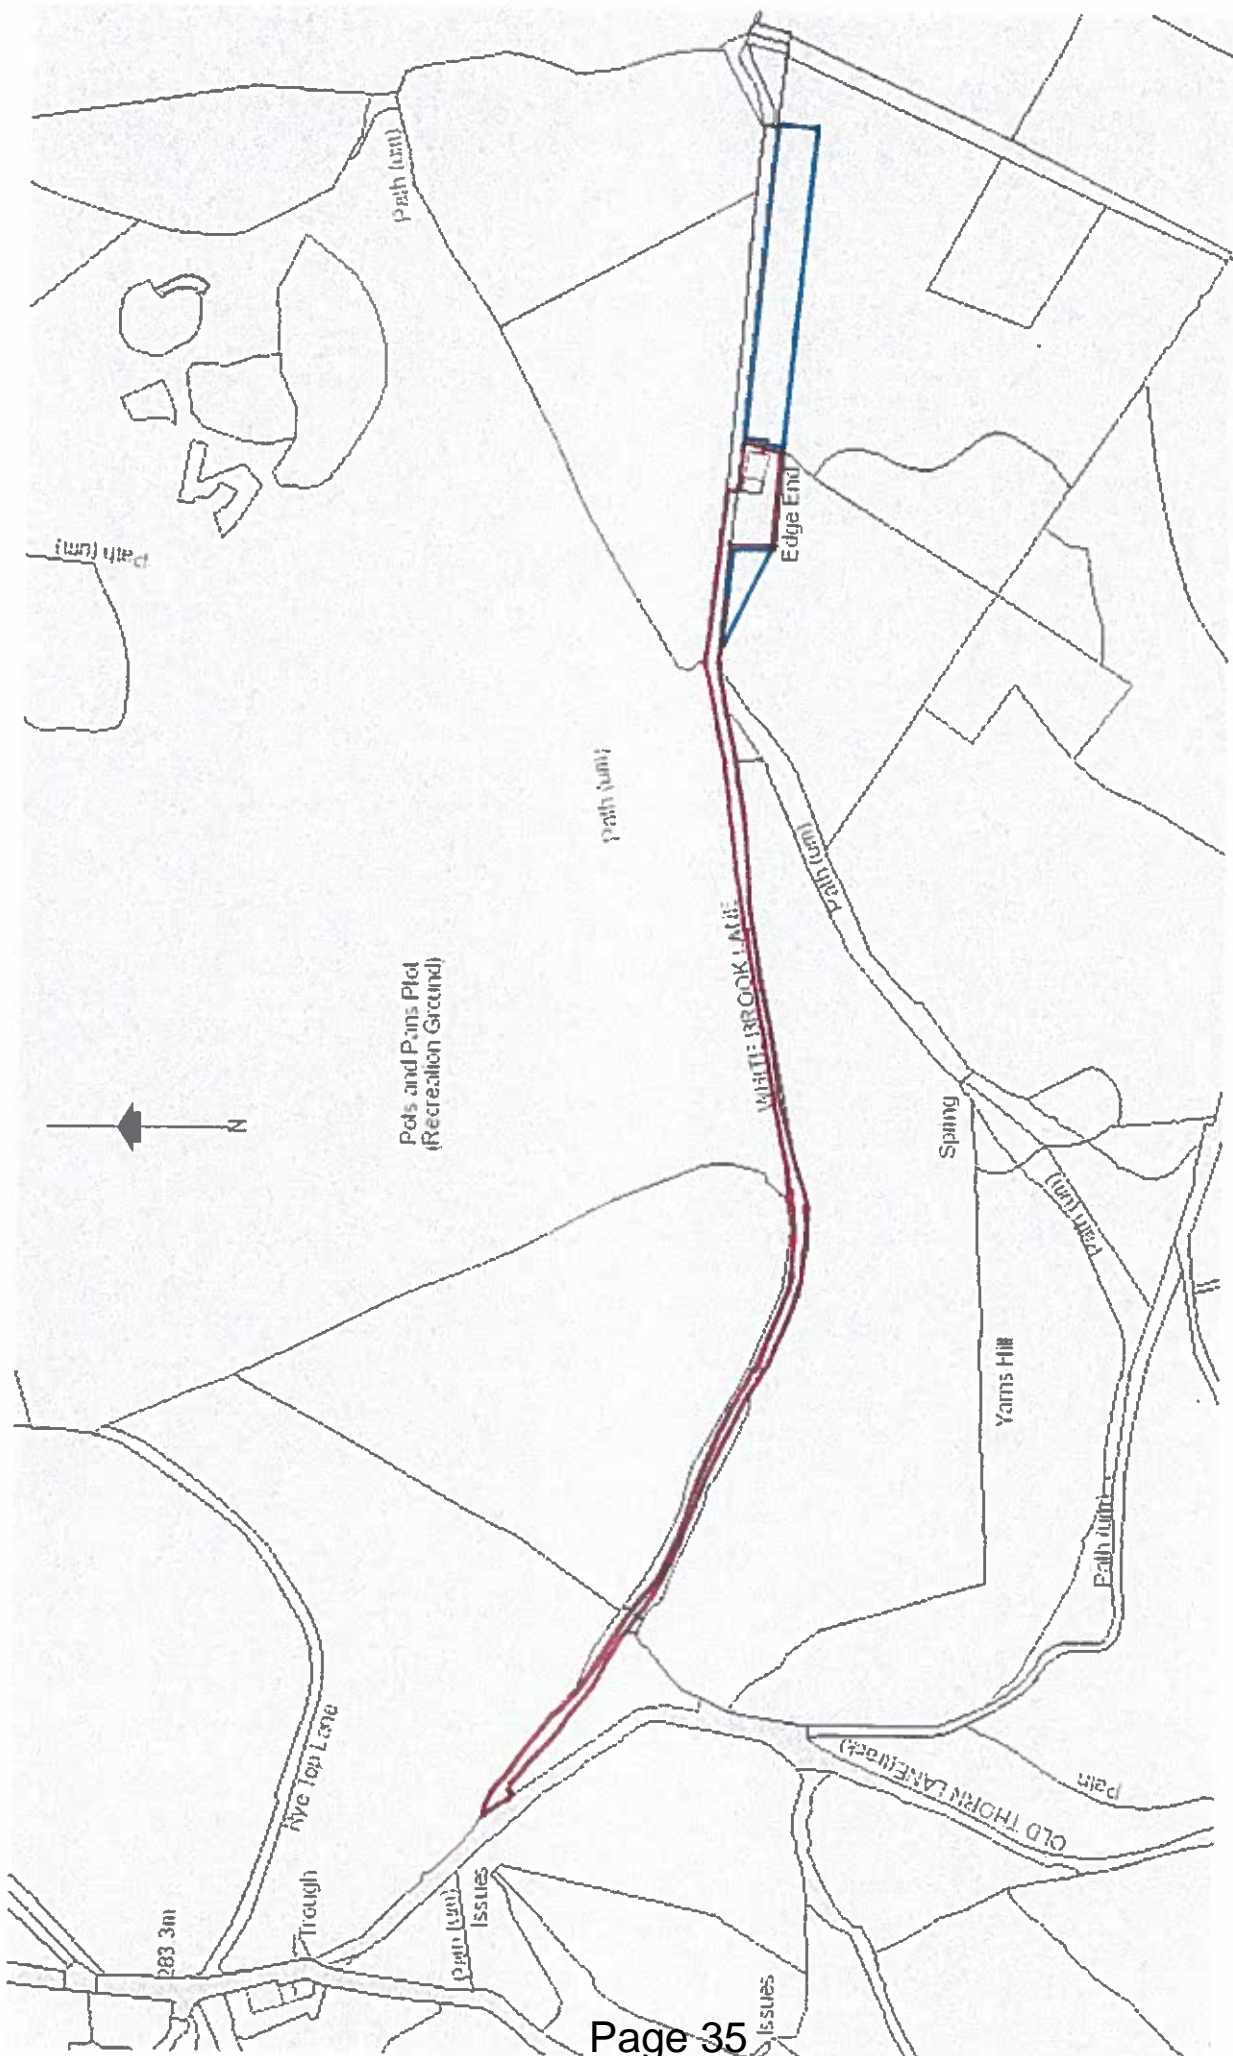 Path (um)
Path (um)
Edge End
Path (um)
Path (um)
WHITE BROOK LANE
Pots and Pans Plot
(Recreation Ground)
N
Spring
Path (um)
Yarns Hill
Path (um)
Nye Top Lane
OLD THORN LANE(track)
Path
Trough
283 3m
Path (um)
Issues
Issues
Page 35